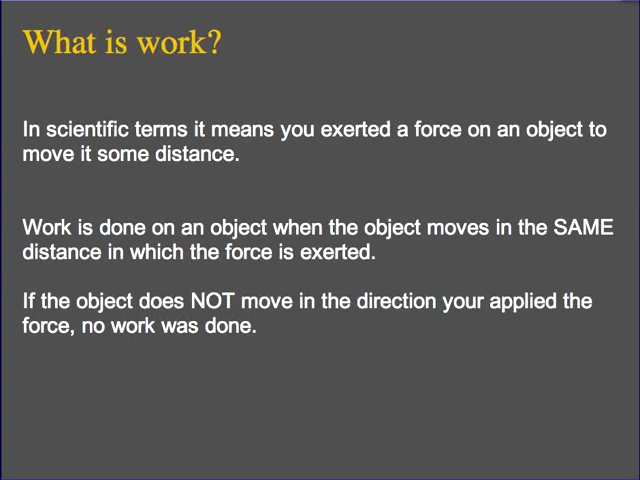 What is work?
In scientific terms it means you exerted a force on an object to
move it some distance.
Work is done on an object when the object moves in the SAME
distance in which the force is exerted.
If the object does NOT move in the direction your applied the
force, no work was done.